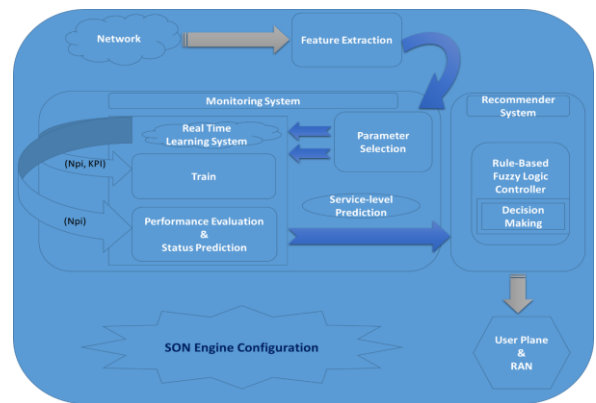 Network
Feature Extraction
Monitoring System
Recommender
System
Real Time
Learning System
Parameter
Selection
(Npi, KPI)
Train
Rule-Based
Fuzzy Logic
Controller
Service-level
Prediction
Decision
Making
(Npi)
Performance Evaluation
&
Status Prediction
SON Engine Configuration
User Plane
&
RAN